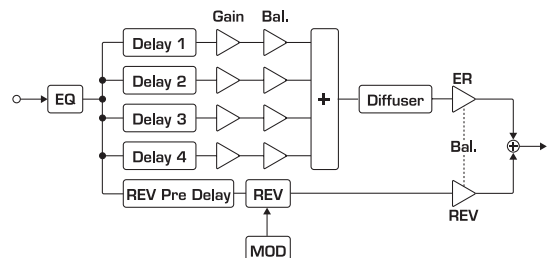 Gain Bal.
Delay 1
Delay 2
EQ
+
Diffuser
ER
Delay 3
Bal.
Delay 4
REV Pre Delay
REV
REV
MOD